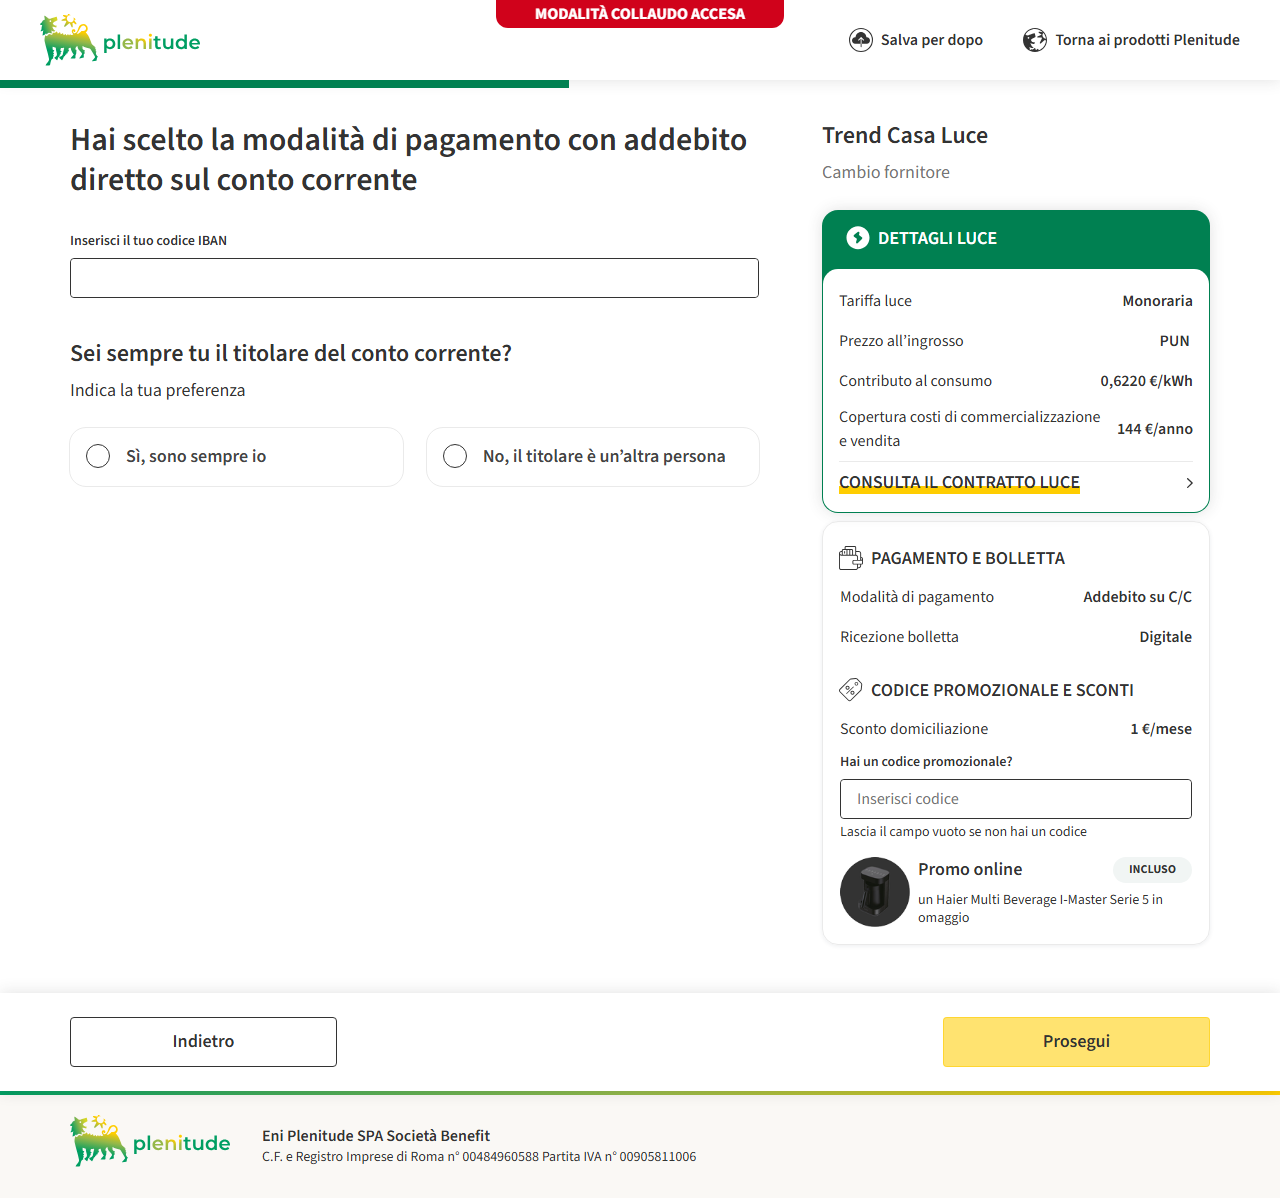 MODALITÀ COLLAUDO ACCESA
plenitude
Salva per dopo
Torna ai prodotti Plenitude
Hai scelto la modalità di pagamento con addebito
diretto sul conto corrente
Inserisci il tuo codice IBAN
Sei sempre tu il titolare del conto corrente?
Indica la tua preferenza
Sì, sono sempre io
No, il titolare è un’altra persona
Trend Casa Luce
Cambio fornitore
DETTAGLI LUCE
Tariffa luce
Monoraria
Prezzo all’ingrosso
PUN
Contributo al consumo
0,6220 €/kWh
Copertura costi di commercializzazione
e vendita
144 €/anno
CONSULTA IL CONTRATTO LUCE
PAGAMENTO E BOLLETTA
Modalità di pagamento
Addebito su C/C
Ricezione bolletta
Digitale
CODICE PROMOZIONALE E SCONTI
Sconto domiciliazione
1 €/mese
Hai un codice promozionale?
Inserisci codice
Lascia il campo vuoto se non hai un codice
Promo online
INCLUSO
un Haier Multi Beverage I-Master Serie 5 in
omaggio
Indietro
Prosegui
plenitude
Eni Plenitude SPA Società Benefit
C.F. e Registro Imprese di Roma n° 00484960588 Partita IVA n° 00905811006